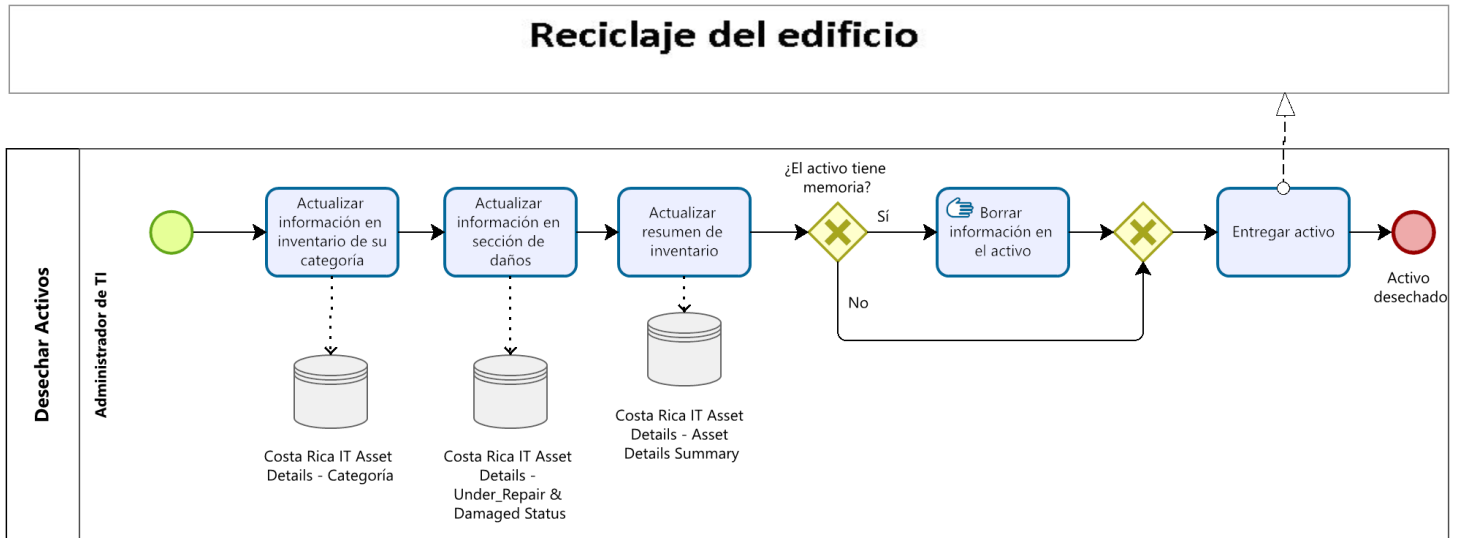 Reciclaje del edificio
Desechar Activos
Administrador de TI
Actualizar
información en
inventario de su
categoría
Actualizar
información en
sección de
daños
Actualizar
resumen de
inventario
¿El activo tiene
memoria?
Sí
No
Borrar
información en
el activo
Entregar activo
Activo
desechado
Costa Rica IT Asset
Details - Categoría
Costa Rica IT Asset
Details -
Under_Repair &
Damaged Status
Costa Rica IT Asset
Details - Asset
Details Summary